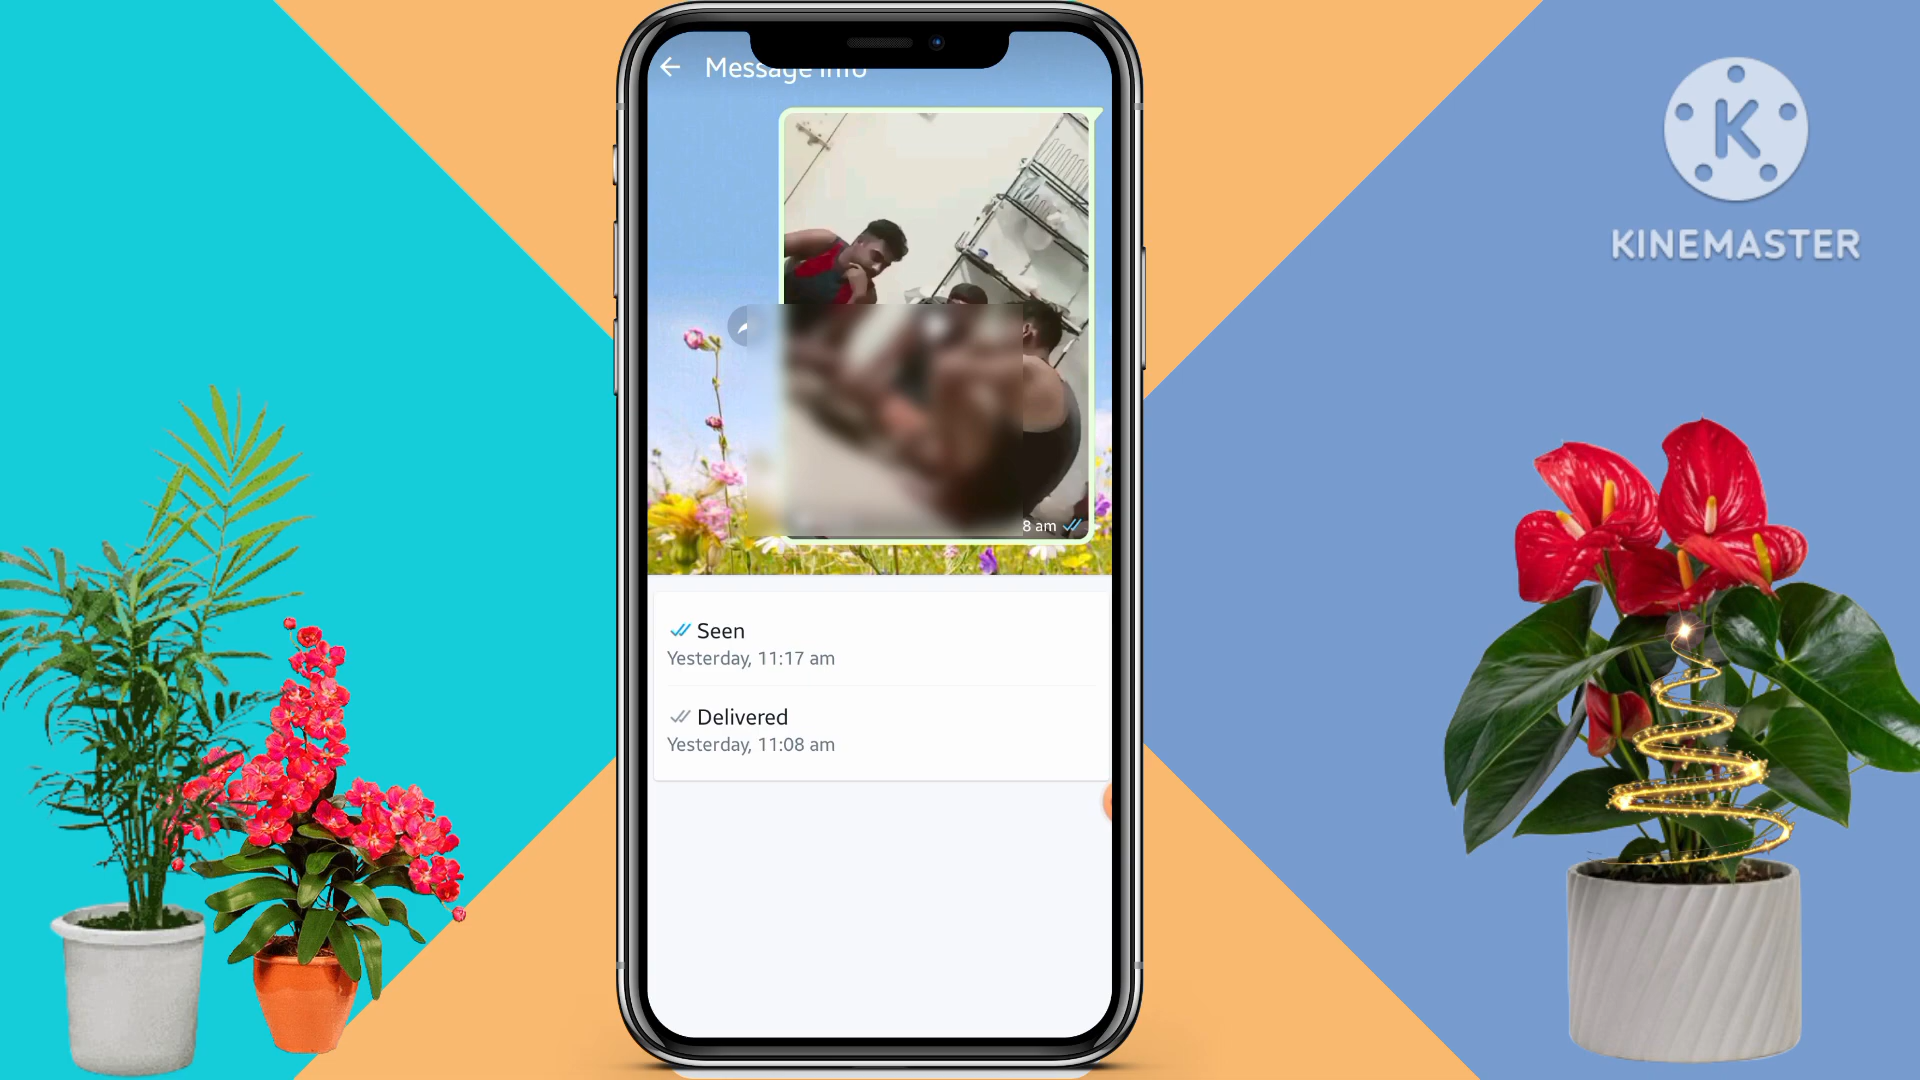 Message Info
K
KINEMASTER
8 am
Seen
Yesterday, 11:17 am
Delivered
Yesterday, 11:08 am